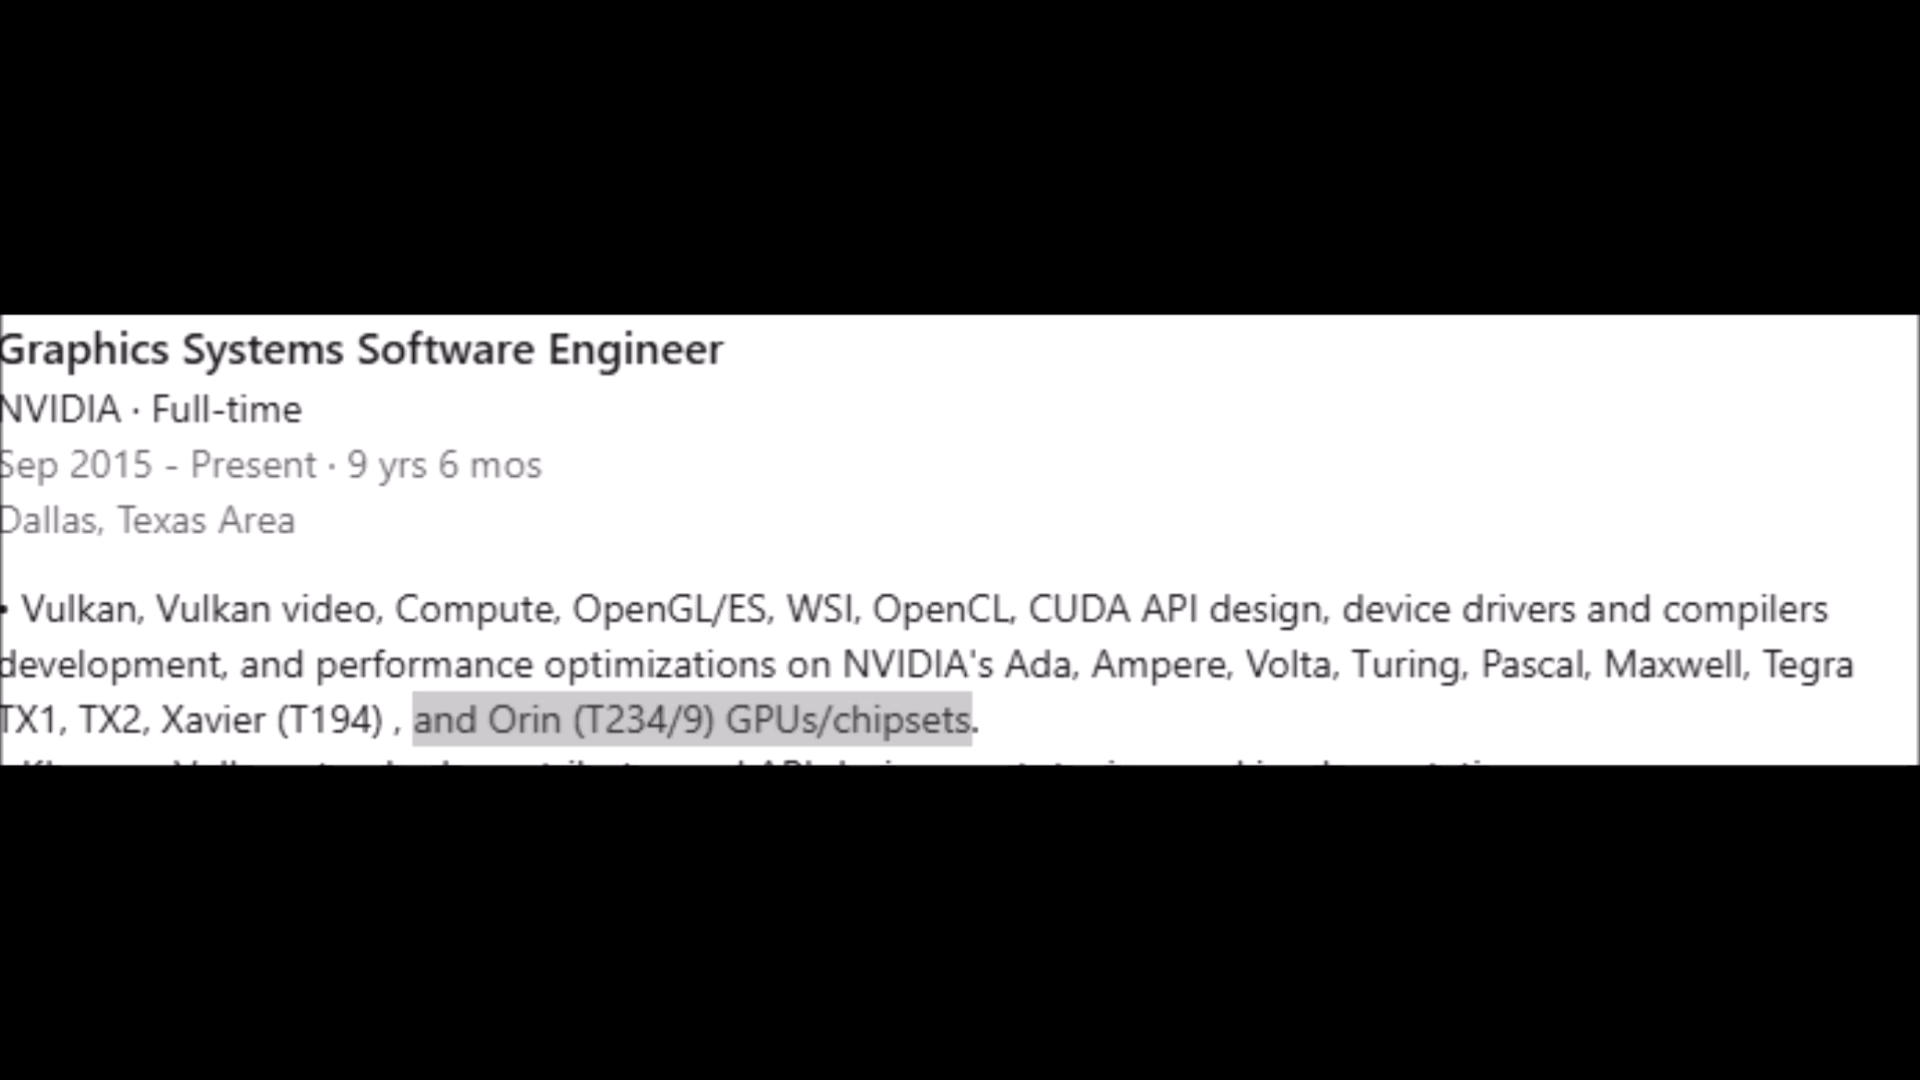 Graphics Systems Software Engineer
NVIDIA · Full-time
Sep 2015 - Present · 9 yrs 6 mos
Dallas, Texas Area
• Vulkan, Vulkan video, Compute, OpenGL/ES, WSI, OpenCL, CUDA API design, device drivers and compilers
development, and performance optimizations on NVIDIA's Ada, Ampere, Volta, Turing, Pascal, Maxwell, Tegra
TX1, TX2, Xavier (T194) , and Orin (T234/9) GPUs/chipsets.